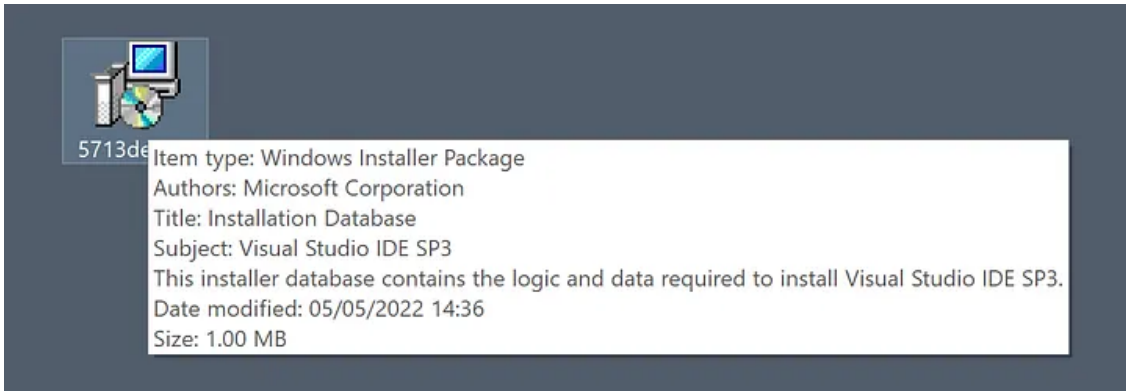 5713de
Item type: Windows Installer Package
Authors: Microsoft Corporation
Title: Installation Database
Subject: Visual Studio IDE SP3
This installer database contains the logic and data required to install Visual Studio IDE SP3.
Date modified: 05/05/2022 14:36
Size: 1.00 MB